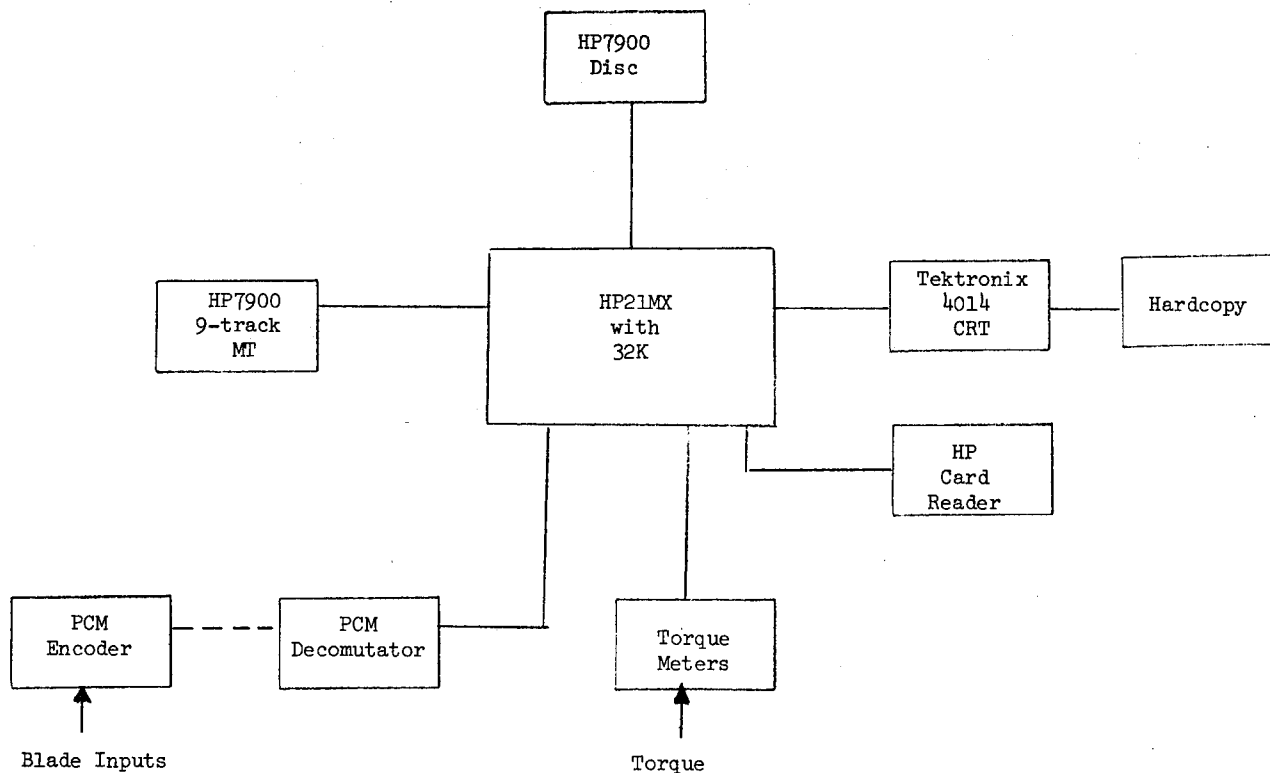 HP7900
Disc
HP7900
9-track
MT
HP21MX
with
32K
Tektronix
4014
CRT
Hardcopy
HP
Card
Reader
PCM
Encoder
PCM
Decomutator
Torque
Meters
Blade Inputs
Torque